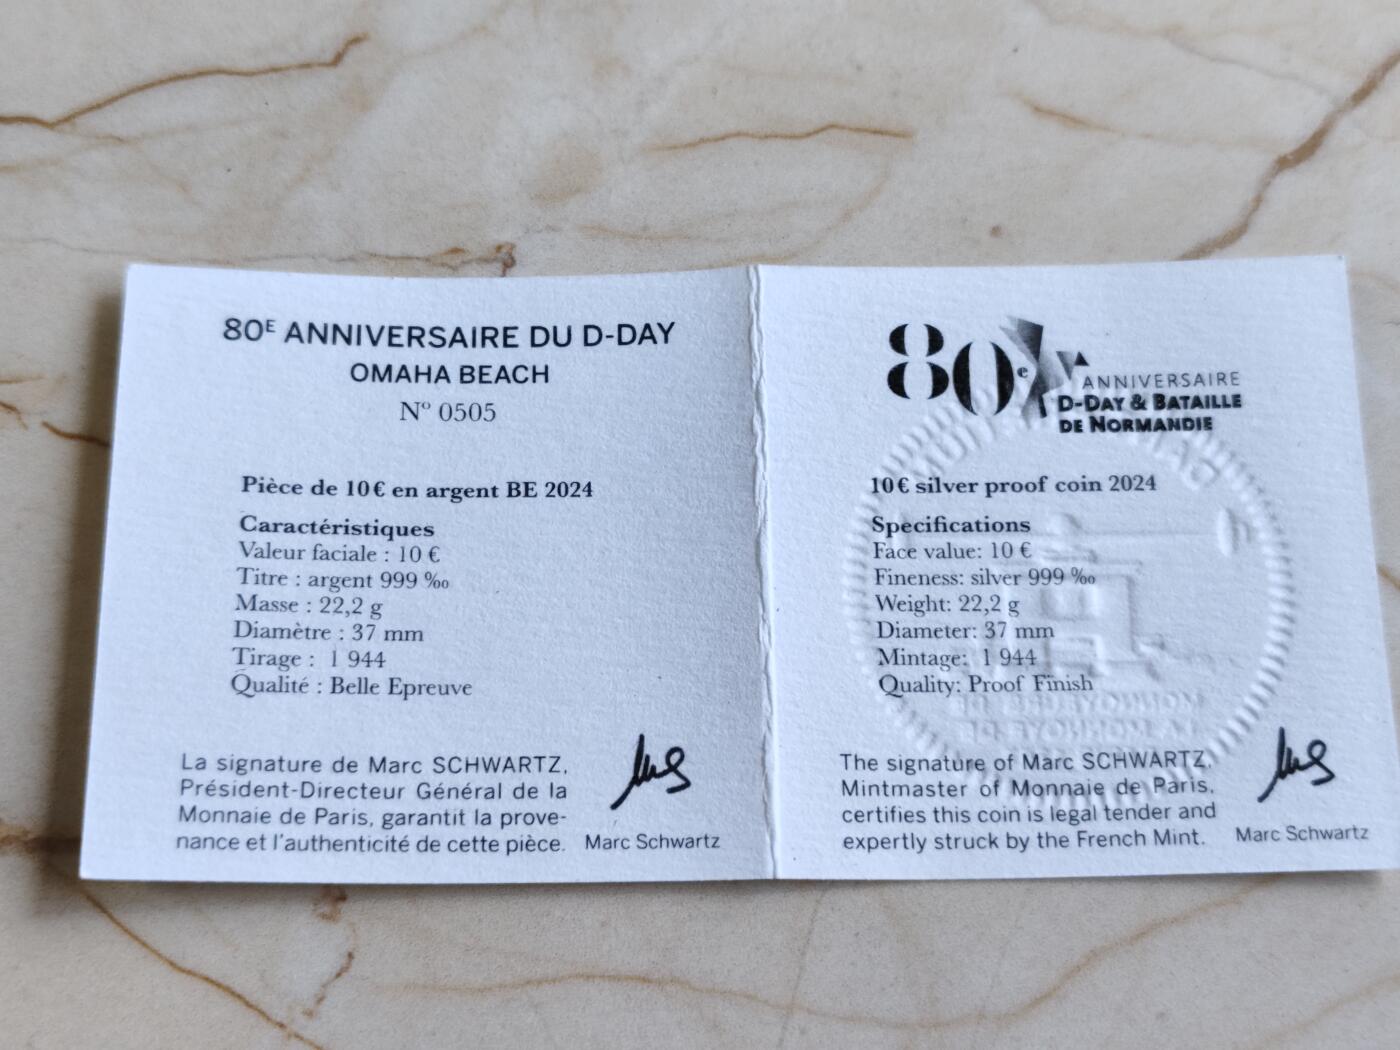 80E ANNIVERSAIRE DU D-DAY
OMAHA BEACH
N° 0505
Pièce de 10 € en argent BE 2024
Caractéristiques
Valeur faciale : 10 €
Titre : argent 999 ‰
Masse : 22,2 g
Diamètre : 37 mm
Tirage : 1 944
Qualité : Belle Epreuve
La signature de Marc SCHWARTZ,
Président-Directeur Général de la
Monnaie de Paris, garantit la prove-
nance et l'authenticité de cette pièce.
Marc Schwartz
80e
ANNIVERSAIRE
D-DAY & BATAILLE
DE NORMANDIE
10 € silver proof coin 2024
Specifications
Face value: 10 €
Fineness: silver 999 ‰
Weight: 22,2 g
Diameter: 37 mm
Mintage: 1 944
Quality: Proof Finish
The signature of Marc SCHWARTZ,
Mintmaster of Monnaie de Paris,
certifies this coin is legal tender and
expertly struck by the French Mint.
Marc Schwartz